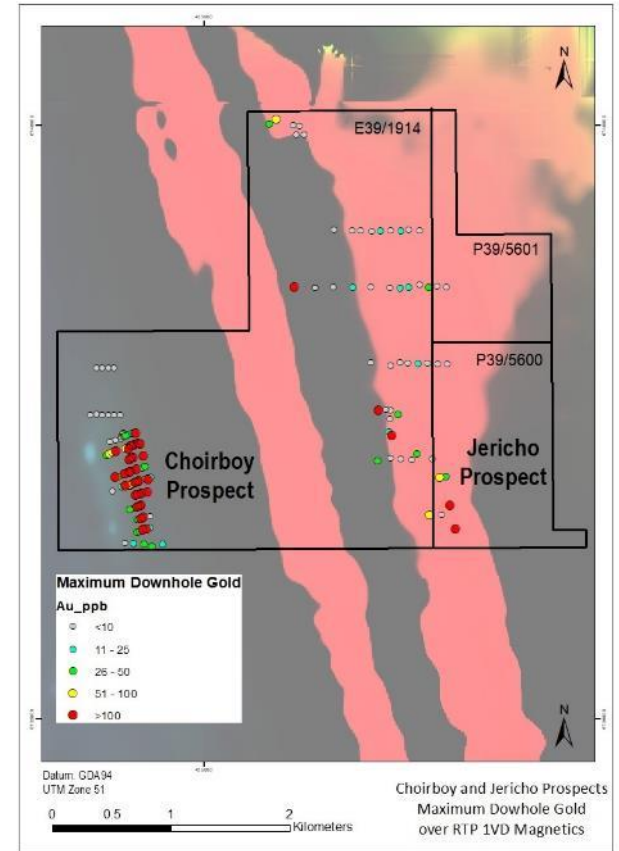 N
E39/1914
P39/5601
P39/5600
Choirboy
Prospect
Jericho
Prospect
Maximum Downhole Gold
Au_ppb
<10
11 - 25
26 - 50
51 - 100
>100
N
Datum: GDA94
UTM Zone 51
0 0.5 1 2
Kilometers
Choirboy and Jericho Prospects
Maximum Dowhole Gold
over RTP 1VD Magnetics